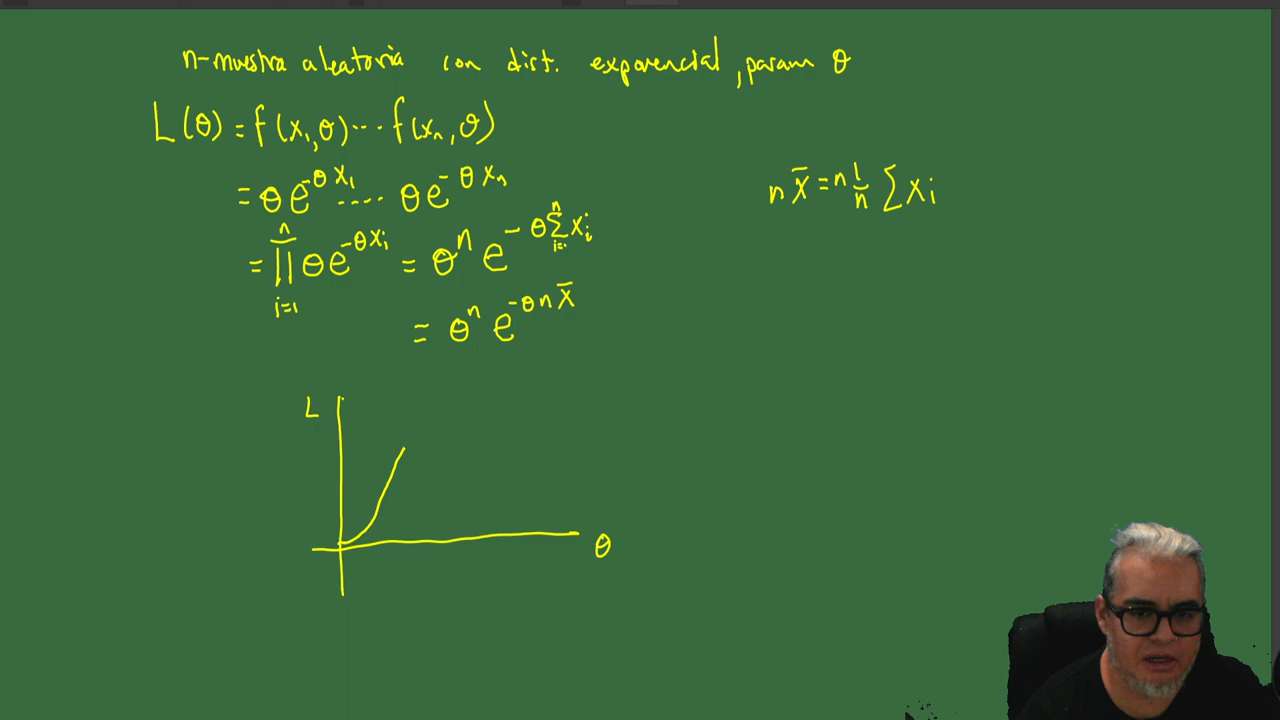 n-muestra aleatoria con dist. exponencial, param θ
L(θ) = f(x₁,θ)⋯f(xₙ,θ)
= θe^{-θx₁} .... θe^{-θxₙ}
= ∏_{i=1}^{n} θe^{-θxᵢ} = θⁿ e^{-θ∑_{i=1}^{n} xᵢ}
= θⁿ e^{-θnX̄}
nX̄ = n 1/n ∑xᵢ
L
θ